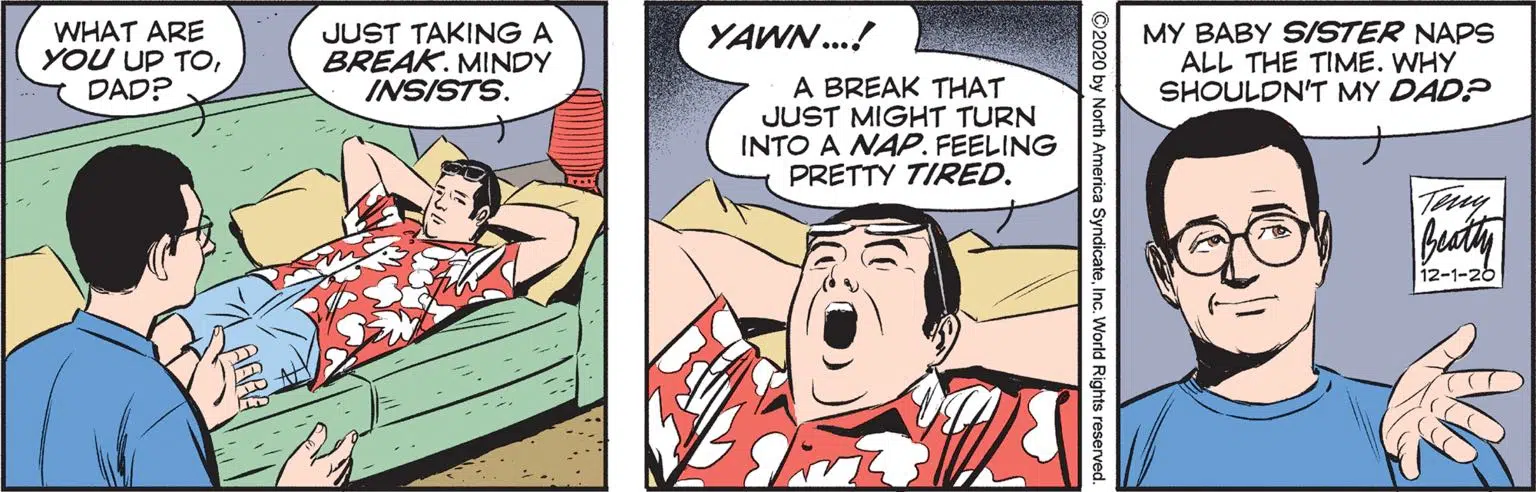 WHAT ARE
YOU UP TO,
DAD?
JUST TAKING A
BREAK. MINDY
INSISTS.
YAWN...!
A BREAK THAT
JUST MIGHT TURN
INTO A NAP. FEELING
PRETTY TIRED.
©2020 by North America Syndicate, Inc. World Rights reserved.
MY BABY SISTER NAPS
ALL THE TIME. WHY
SHOULDN'T MY DAD?
Terry
Beatty
12-1-20